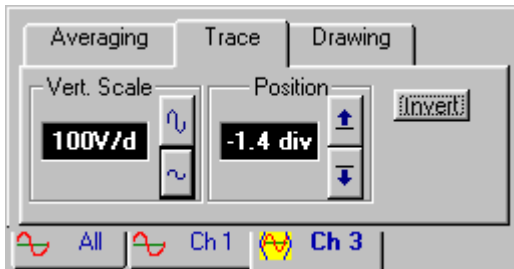 Averaging Trace Drawing
Vert. Scale Position
Invert
100V/d -1.4 div
All Ch 1 Ch 3